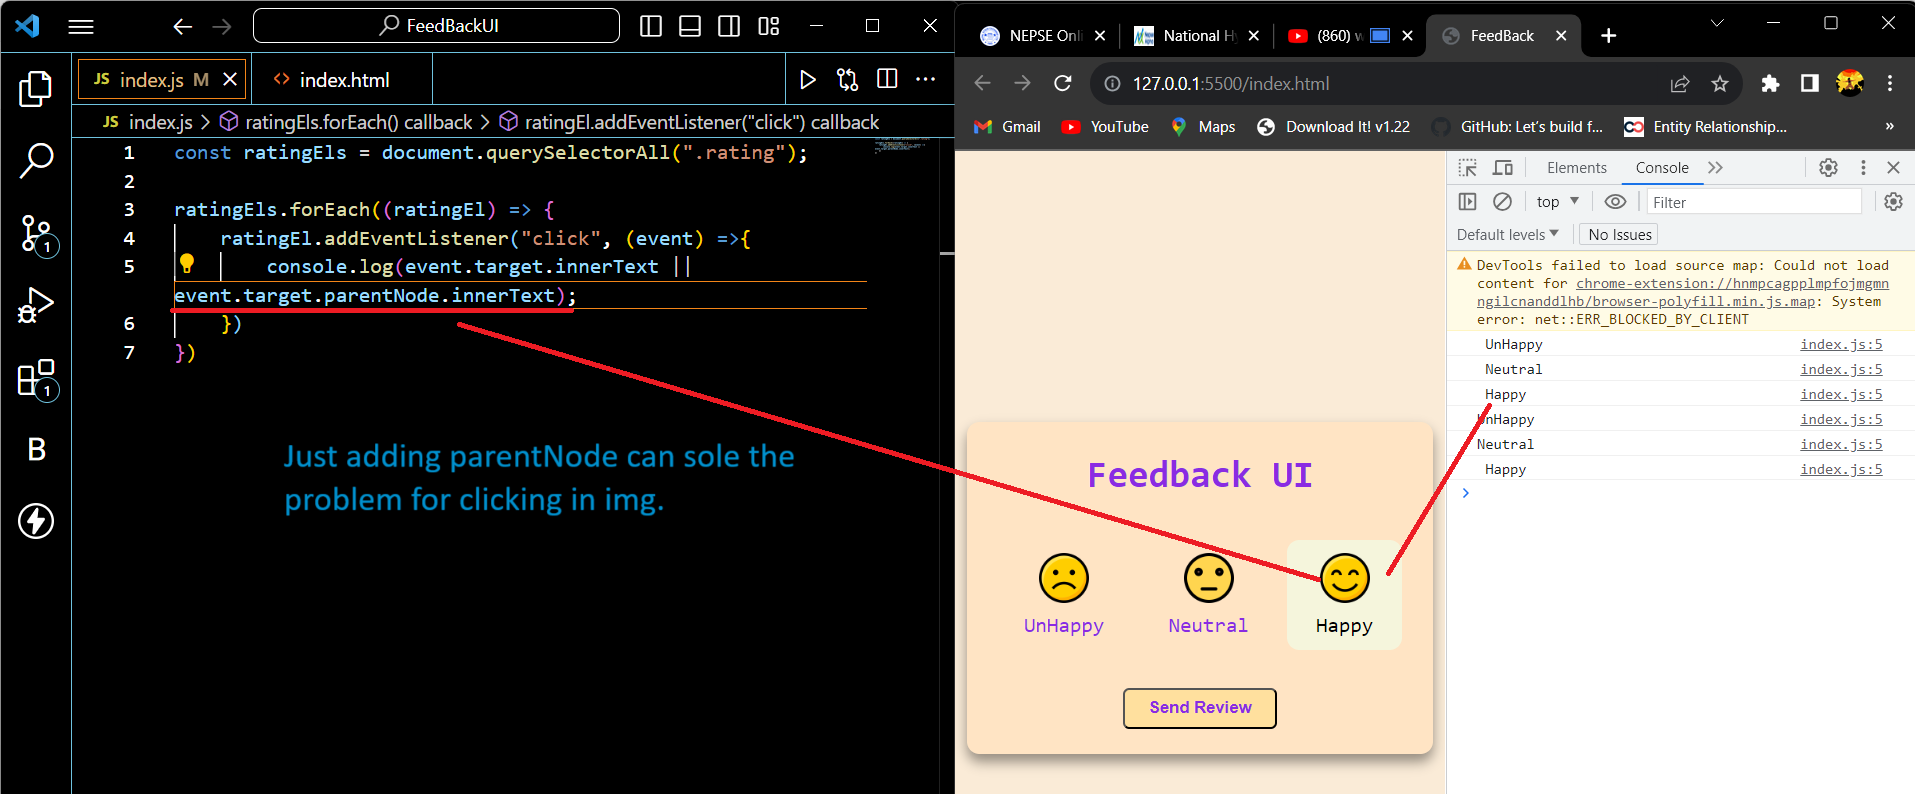 FeedBackUI
JS index.js M
<> index.html
JS index.js > ratingEls.forEach() callback > ratingEl.addEventListener("click") callback
1 const ratingEls = document.querySelectorAll(".rating");
2
3 ratingEls.forEach((ratingEl) => {
4 ratingEl.addEventListener("click", (event) =>{
5 console.log(event.target.innerText ||
event.target.parentNode.innerText);
6 })
7 })
1
1
B
Just adding parentNode can sole the
problem for clicking in img.
NEPSE Onli
National Hy
(860) w
FeedBack
127.0.0.1:5500/index.html
Gmail
YouTube
Maps
Download It! v1.22
GitHub: Let's build f...
Entity Relationship...
»
Feedback UI
UnHappy
Neutral
Happy
Send Review
Elements
Console
top
Filter
Default levels
No Issues
DevTools failed to load source map: Could not load
content for chrome-extension://hnmpcagpplmpfojmgmn
ngilcnanddlhb/browser-polyfill.min.js.map: System
error: net::ERR_BLOCKED_BY_CLIENT
UnHappy index.js:5
Neutral index.js:5
Happy index.js:5
UnHappy index.js:5
Neutral index.js:5
Happy index.js:5